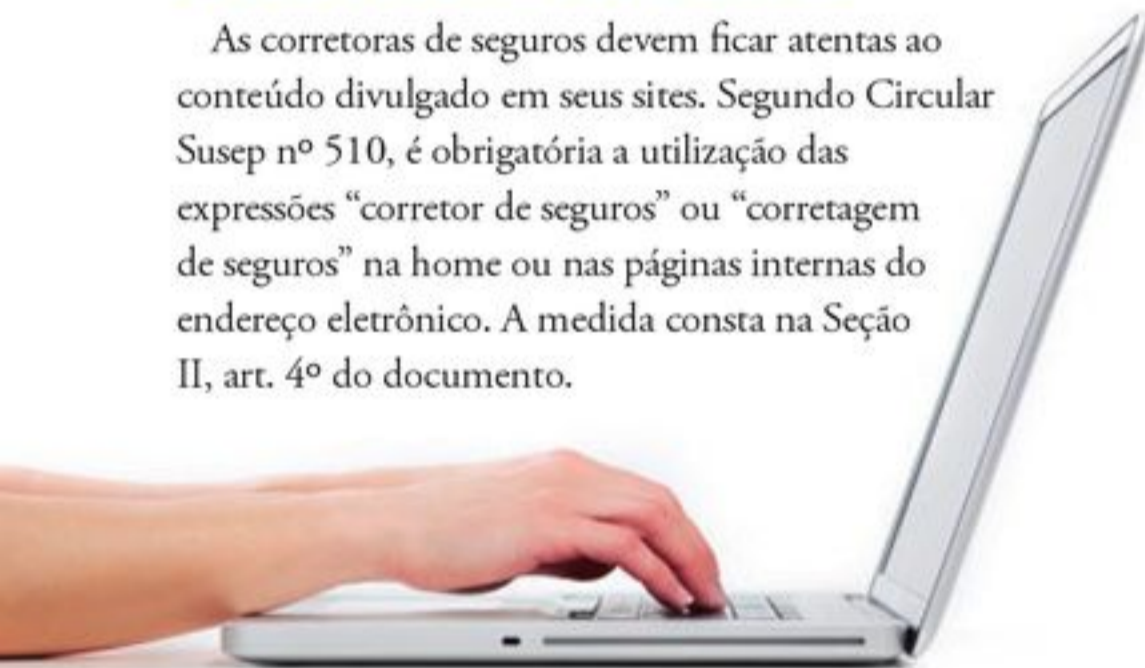 As corretoras de seguros devem ficar atentas ao
conteúdo divulgado em seus sites. Segundo Circular
Susep nº 510, é obrigatória a utilização das
expressões “corretor de seguros” ou “corretagem
de seguros” na home ou nas páginas internas do
endereço eletrônico. A medida consta na Seção
II, art. 4º do documento.